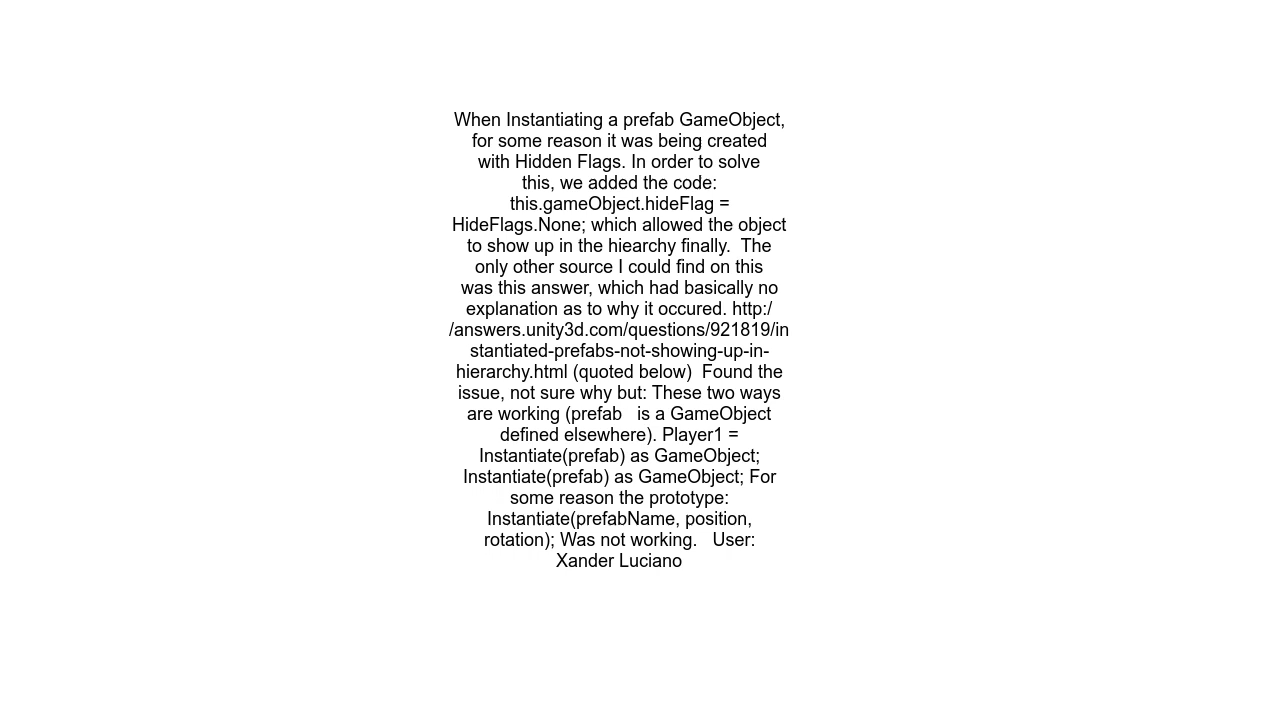 When Instantiating a prefab GameObject,
for some reason it was being created
with Hidden Flags. In order to solve
this, we added the code:
this.gameObject.hideFlag =
HideFlags.None; which allowed the object
to show up in the hiearchy finally.  The
only other source I could find on this
was this answer, which had basically no
explanation as to why it occured. http:/
/answers.unity3d.com/questions/921819/in
stantiated-prefabs-not-showing-up-in-
hierarchy.html (quoted below)  Found the
issue, not sure why but: These two ways
are working (prefab   is a GameObject
defined elsewhere). Player1 =
Instantiate(prefab) as GameObject;
Instantiate(prefab) as GameObject; For
some reason the prototype:
Instantiate(prefabName, position,
rotation); Was not working.   User:
Xander Luciano